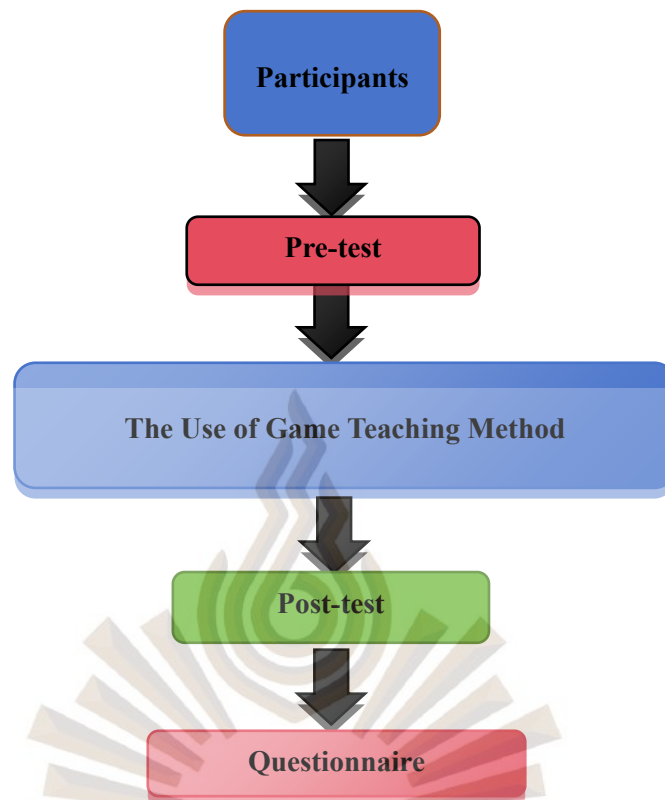 Participants
Pre-test
The Use of Game Teaching Method
Post-test
Questionnaire